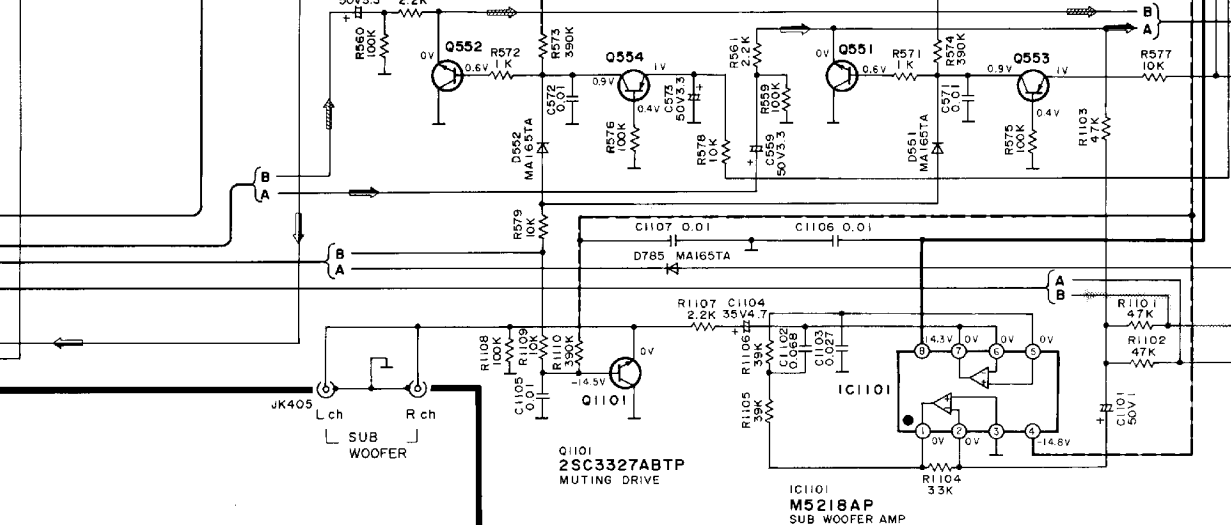 50V3.3
2.2K
R560
100K
Q552
0V
0.6V
R572
1K
R573
390K
C572
0.01
Q554
0.9V
1V
0.4V
R576
100K
C573
50V3.3
R578
10K
R561
2.2K
R559
100K
C559
50V3.3
Q551
0V
0.6V
R571
1K
R574
390K
C571
0.01
Q553
0.9V
1V
0.4V
R575
100K
B
A
R577
10K
R1103
47K
D552
MA165TA
D551
MA165TA
B
A
R579
10K
B
A
C1107 0.01
C1106 0.01
D785 MA165TA
A
B
R1101
47K
R1102
47K
R1107
2.2K
C1104
35V4.7
R1108
100K
R1109
10K
R1110
390K
C1105
0.01
0V
-14.5V
Q1101
R1106
39K
C1102
0.068
C1103
0.027
R1105
39K
14.3V
0V
0V
0V
8
7
6
5
IC1101
1
2
3
4
0V
0V
-14.8V
C1101
50V1
R1104
33K
JK405
L ch
R ch
SUB
WOOFER
Q1101
2SC3327ABTP
MUTING DRIVE
IC1101
M5218AP
SUB WOOFER AMP